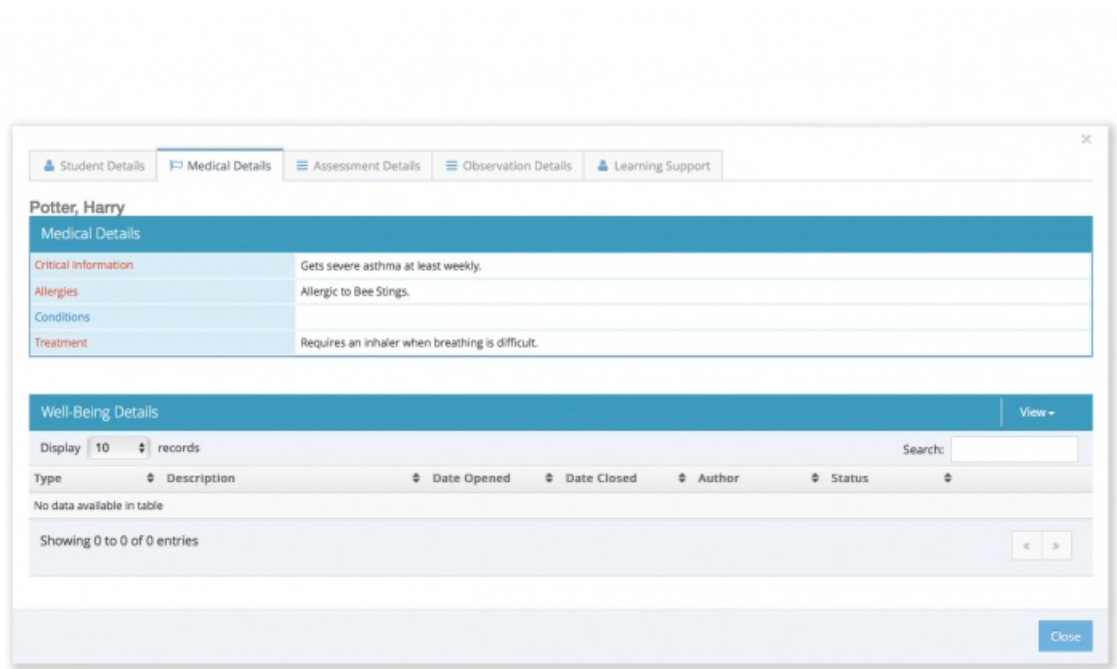 ×
Student Details Medical Details Assessment Details Observation Details Learning Support
Potter, Harry
Medical Details
Critical Information Gets severe asthma at least weekly.
Allergies Allergic to Bee Stings.
Conditions
Treatment Requires an inhaler when breathing is difficult.
Well-Being Details View
Display 10 records Search:
Type Description Date Opened Date Closed Author Status
No data available in table
Showing 0 to 0 of 0 entries « »
Close